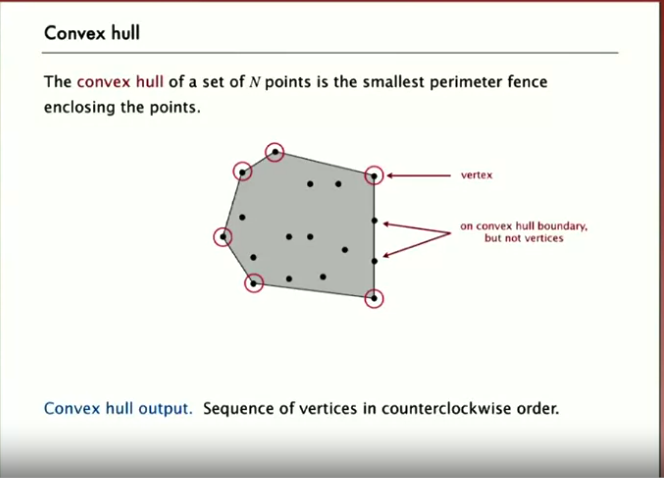 Convex hull
The convex hull of a set of N points is the smallest perimeter fence
enclosing the points.
vertex
on convex hull boundary,
but not vertices
Convex hull output. Sequence of vertices in counterclockwise order.